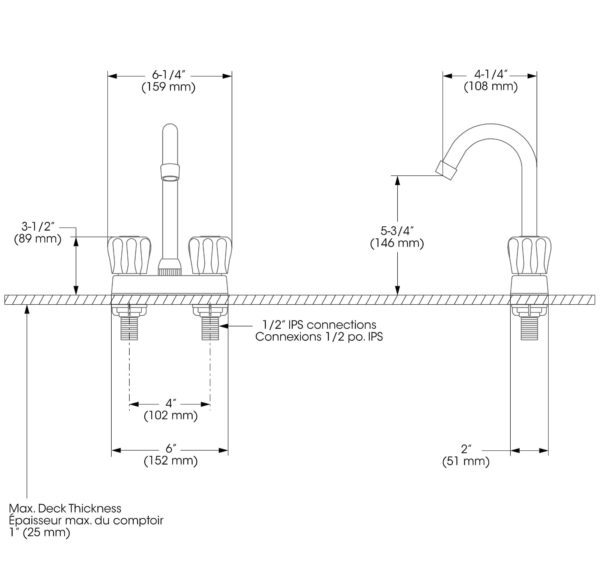 6-1/4"
(159 mm)
4-1/4"
(108 mm)
3-1/2"
(89 mm)
5-3/4"
(146 mm)
1/2" IPS connections
Connexions 1/2 po. IPS
4"
(102 mm)
6"
(152 mm)
2"
(51 mm)
Max. Deck Thickness
Épaisseur max. du comptoir
1" (25 mm)